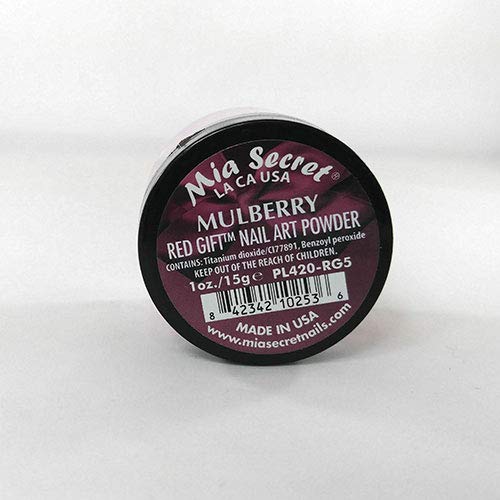 Mia Secret®
LA CA USA
MULBERRY
RED GIFT™ NAIL ART POWDER
CONTAINS: Titanium dioxide/CI77891, Benzoyl peroxide
KEEP OUT OF THE REACH OF CHILDREN.
1oz./15g℮ PL420-RG5
8 42342 10253 6
MADE IN USA
www.miasecretnails.com